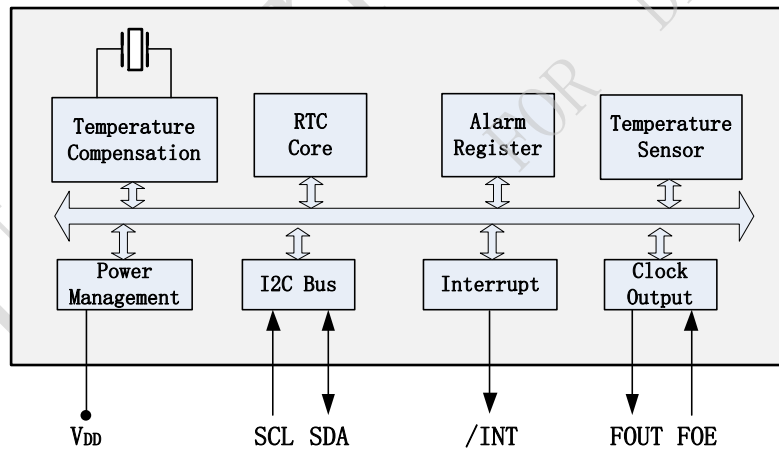 Temperature
Compensation
RTC
Core
Alarm
Register
Temperature
Sensor
Power
Management
I2C Bus
Interrupt
Clock
Output
VDD
SCL SDA
/INT
FOUT FOE
FOR